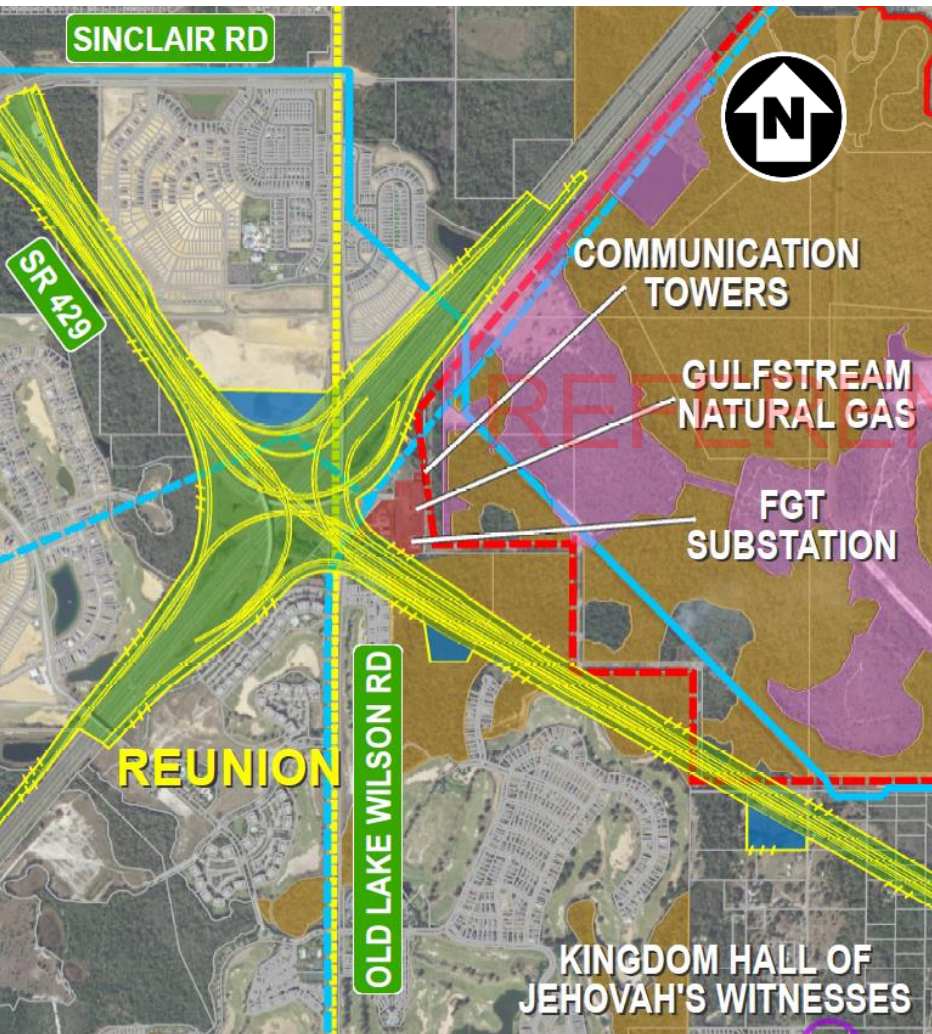 SINCLAIR RD
N
SR 429
COMMUNICATION
TOWERS
GULFSTREAM
NATURAL GAS
FGT
SUBSTATION
REUNION
OLD LAKE WILSON RD
KINGDOM HALL OF
JEHOVAH'S WITNESSES